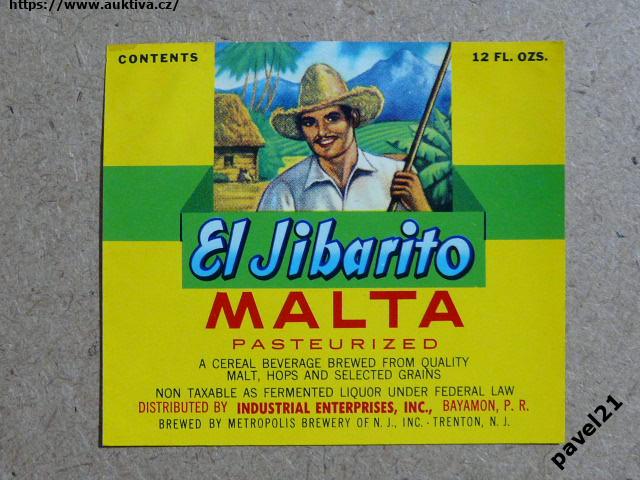 https://www.auktiva.cz/
CONTENTS
12 FL. OZS.
El Jibarito
MALTA
PASTEURIZED
A CEREAL BEVERAGE BREWED FROM QUALITY
MALT, HOPS AND SELECTED GRAINS
NON TAXABLE AS FERMENTED LIQUOR UNDER FEDERAL LAW
DISTRIBUTED BY INDUSTRIAL ENTERPRISES, INC., BAYAMON, P. R.
BREWED BY METROPOLIS BREWERY OF N. J., INC. · TRENTON, N. J.
pavel21